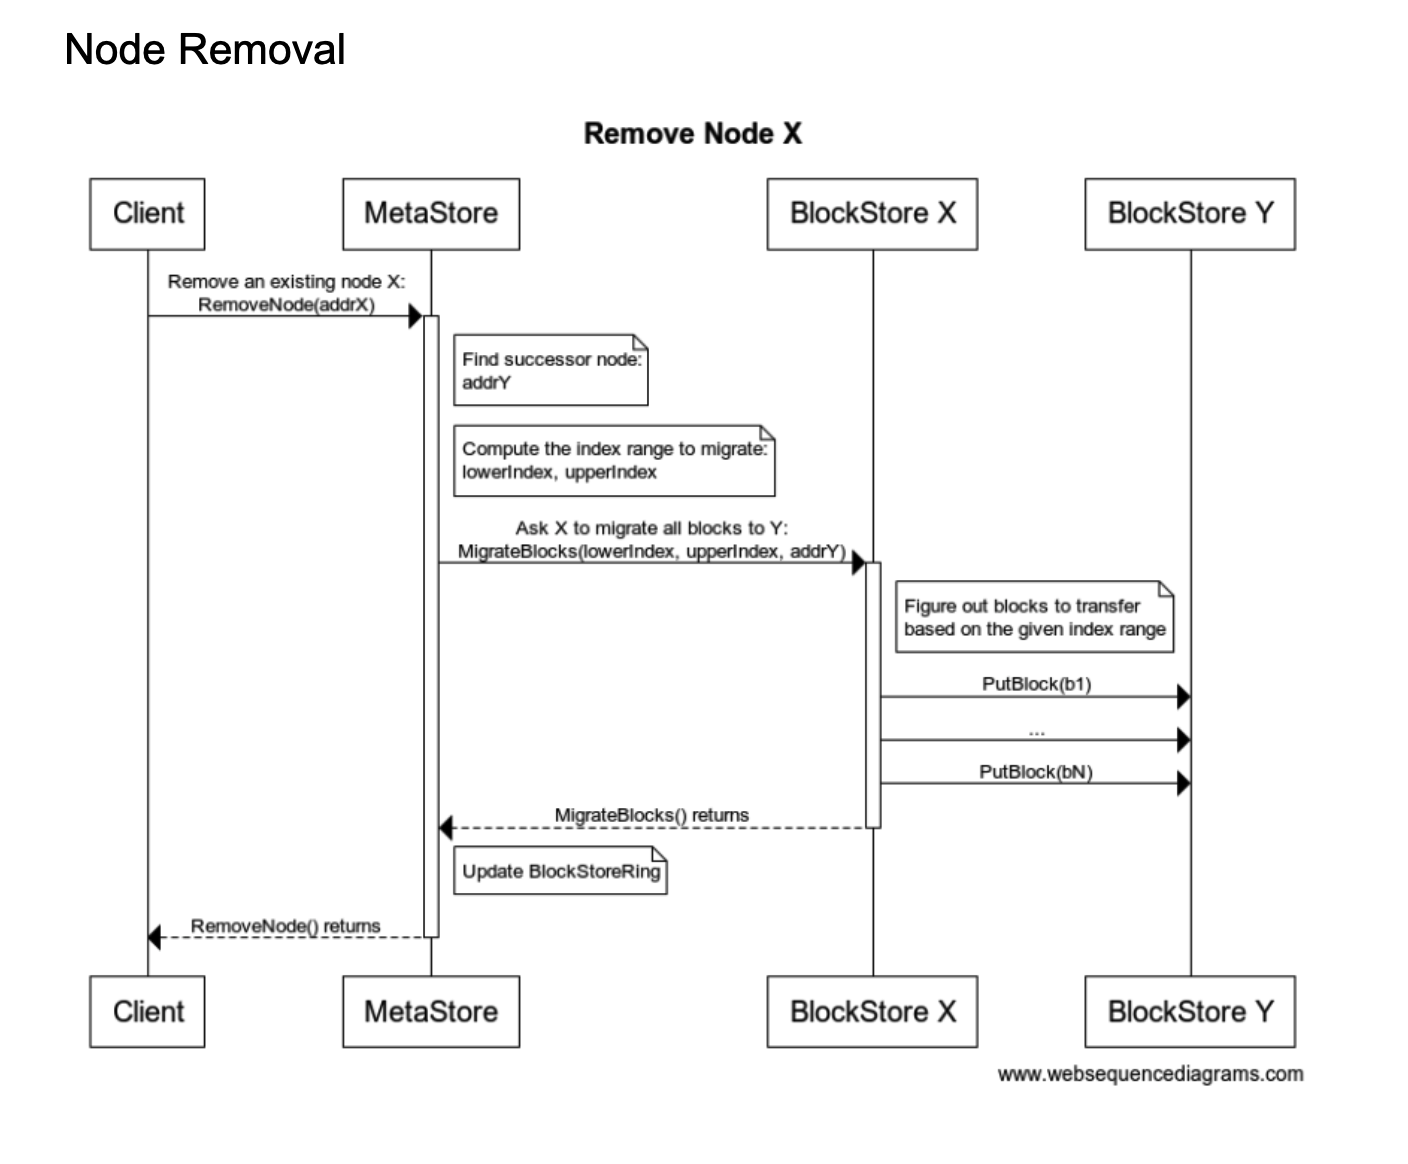 Node Removal
Remove Node X
Client
MetaStore
BlockStore X
BlockStore Y
Remove an existing node X:
RemoveNode(addrX)
Find successor node:
addrY
Compute the index range to migrate:
lowerIndex, upperIndex
Ask X to migrate all blocks to Y:
MigrateBlocks(lowerIndex, upperIndex, addrY)
Figure out blocks to transfer
based on the given index range
PutBlock(b1)
...
PutBlock(bN)
MigrateBlocks() returns
Update BlockStoreRing
RemoveNode() returns
Client
MetaStore
BlockStore X
BlockStore Y
www.websequencediagrams.com